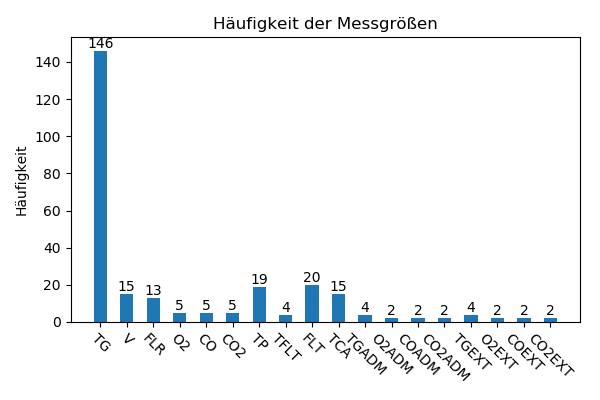 Häufigkeit der Messgrößen
Häufigkeit
140
120
100
80
60
40
20
0
146
15
13
5
5
5
19
4
20
15
4
2
2
2
4
2
2
2
TG
V
FLR
O2
CO
CO2
TP
TFLT
FLT
TCA
TGADM
O2ADM
COADM
CO2ADM
TGEXT
O2EXT
COEXT
CO2EXT